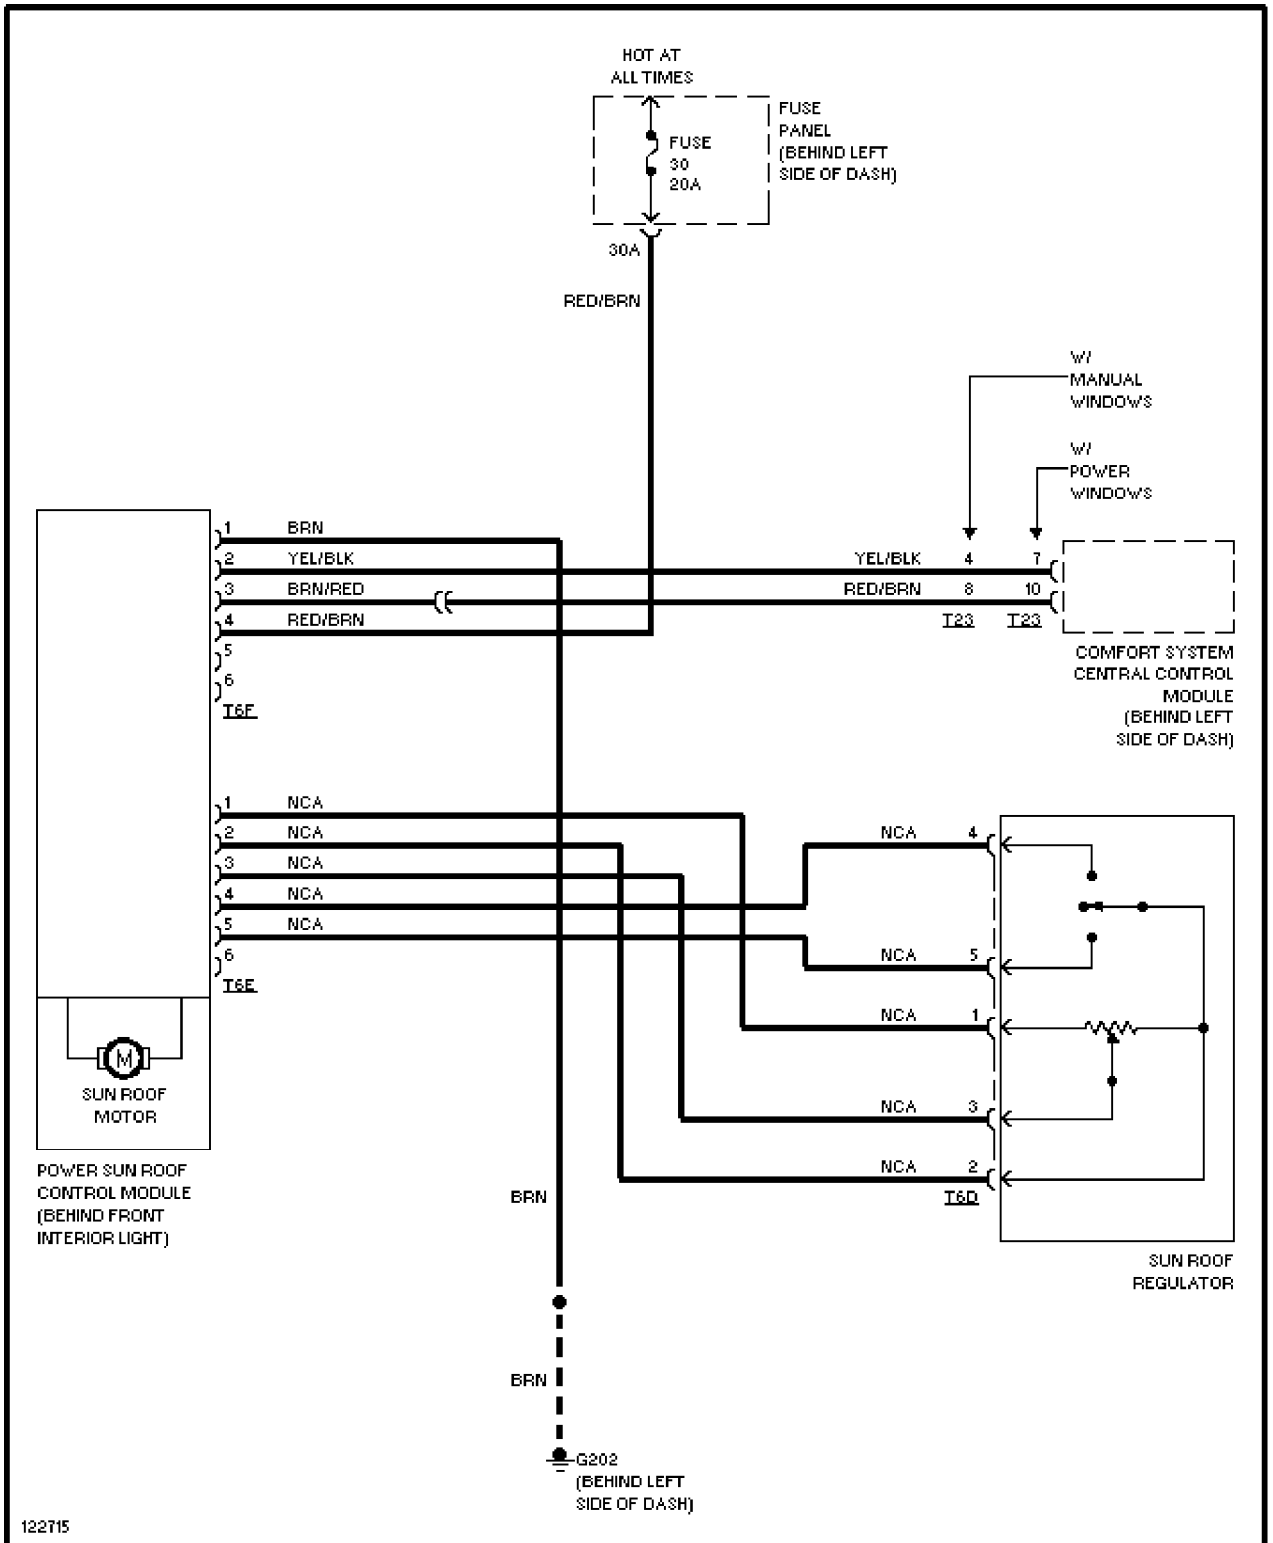 HOT AT
ALL TIMES
FUSE
PANEL
(BEHIND LEFT
SIDE OF DASH)
FUSE
30
20A
30A
RED/BRN
W/
MANUAL
WINDOWS
W/
POWER
WINDOWS
1 BRN
2 YEL/BLK YEL/BLK 4 7
3 BRN/RED RED/BRN 8 10
4 RED/BRN T23 T23
5
6
T6F
COMFORT SYSTEM
CENTRAL CONTROL
MODULE
(BEHIND LEFT
SIDE OF DASH)
1 NCA
2 NCA NCA 4
3 NCA
4 NCA
5 NCA
6 NCA 5
T6E
NCA 1
M
SUN ROOF
MOTOR
NCA 3
POWER SUN ROOF
CONTROL MODULE
(BEHIND FRONT
INTERIOR LIGHT)
NCA 2
T6D
BRN
SUN ROOF
REGULATOR
BRN
G202
(BEHIND LEFT
SIDE OF DASH)
122715